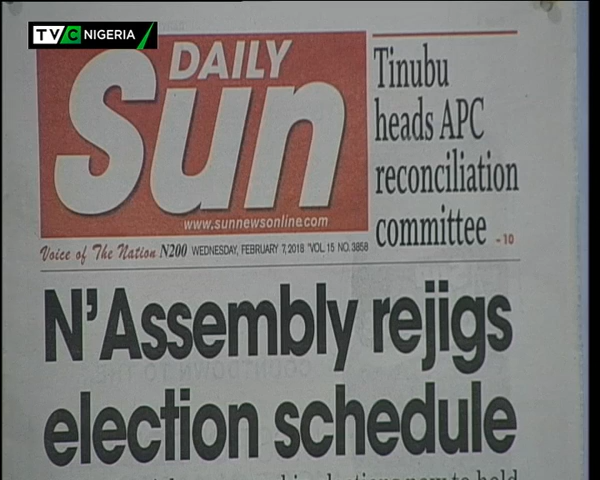 TVC NIGERIA
DAILY
Sun
www.sunnewsonline.com
Tinubu
heads APC
reconciliation
committee -10
Voice of The Nation N200 WEDNESDAY, FEBRUARY 7, 2018 VOL 15 NO. 3858
N'Assembly rejigs
election schedule